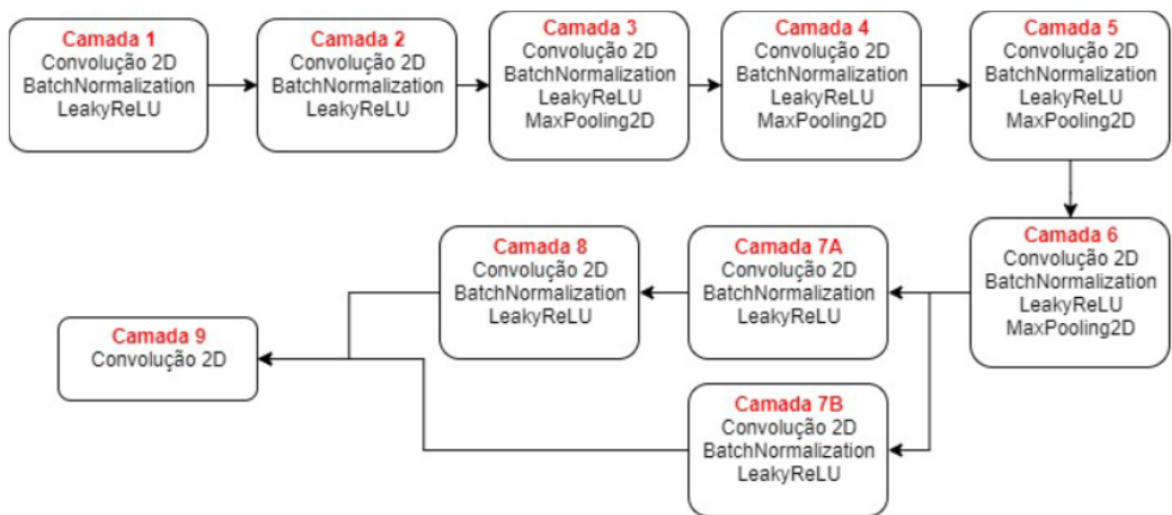 Camada 1
Convolução 2D
BatchNormalization
LeakyReLU
Camada 2
Convolução 2D
BatchNormalization
LeakyReLU
Camada 3
Convolução 2D
BatchNormalization
LeakyReLU
MaxPooling2D
Camada 4
Convolução 2D
BatchNormalization
LeakyReLU
MaxPooling2D
Camada 5
Convolução 2D
BatchNormalization
LeakyReLU
MaxPooling2D
Camada 6
Convolução 2D
BatchNormalization
LeakyReLU
MaxPooling2D
Camada 7A
Convolução 2D
BatchNormalization
LeakyReLU
Camada 7B
Convolução 2D
BatchNormalization
LeakyReLU
Camada 8
Convolução 2D
BatchNormalization
LeakyReLU
Camada 9
Convolução 2D